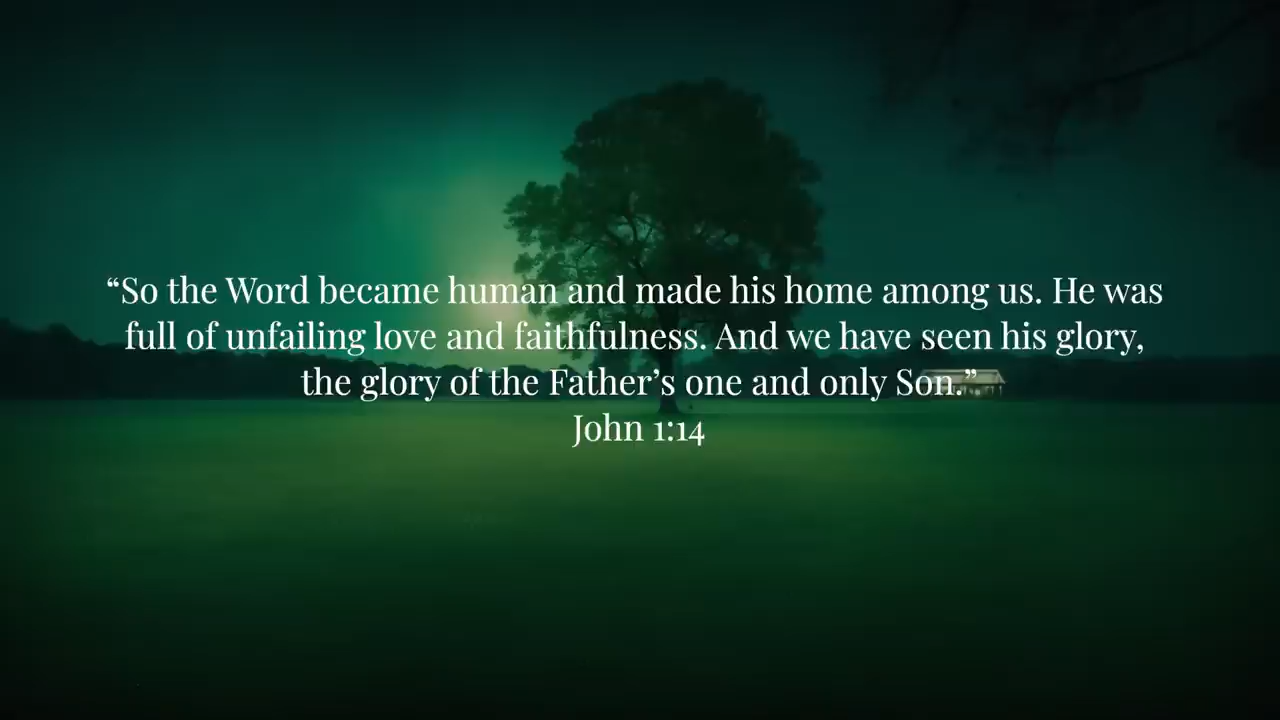 “So the Word became human and made his home among us. He was
full of unfailing love and faithfulness. And we have seen his glory,
the glory of the Father’s one and only Son.”
John 1:14